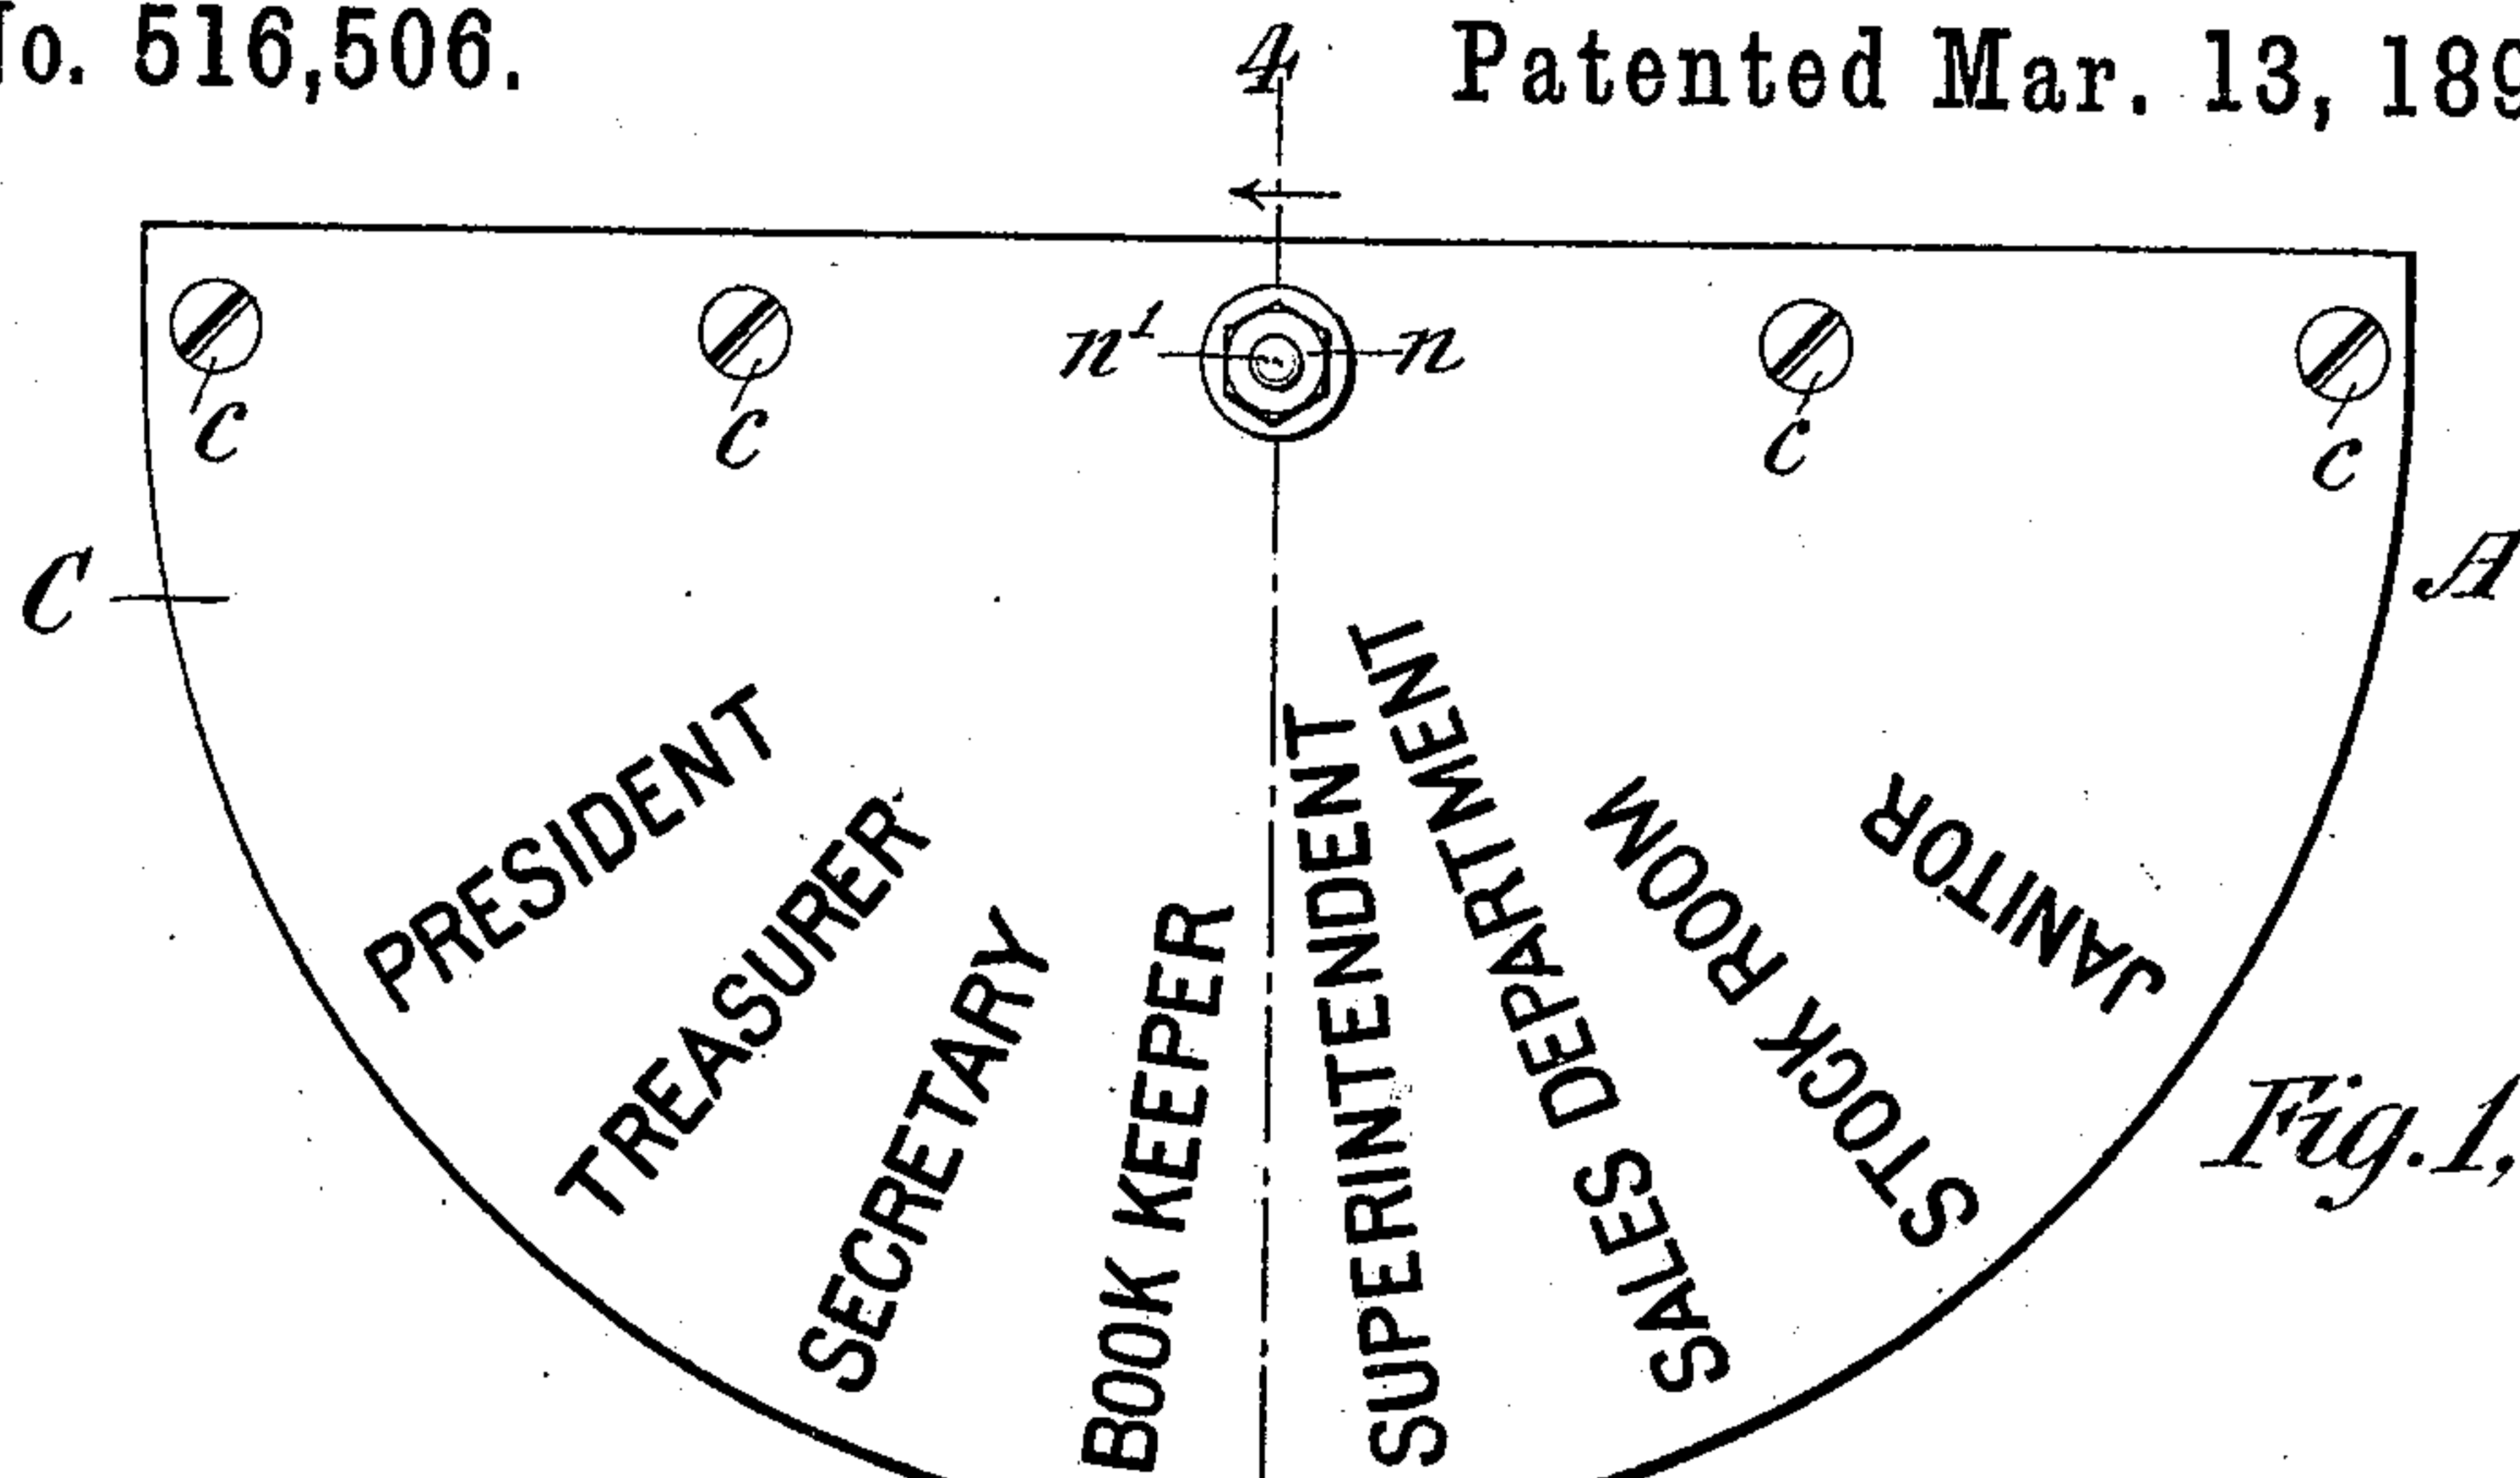 No. 516,506.
4
Patented Mar. 13, 189
n¹ n
c c c c
C
A
PRESIDENT
TREASURER
SECRETARY
BOOK KEEPER
SUPERINTENDENT
SALES DEPARTMENT
STOCK ROOM
JANITOR
Fig. 1,